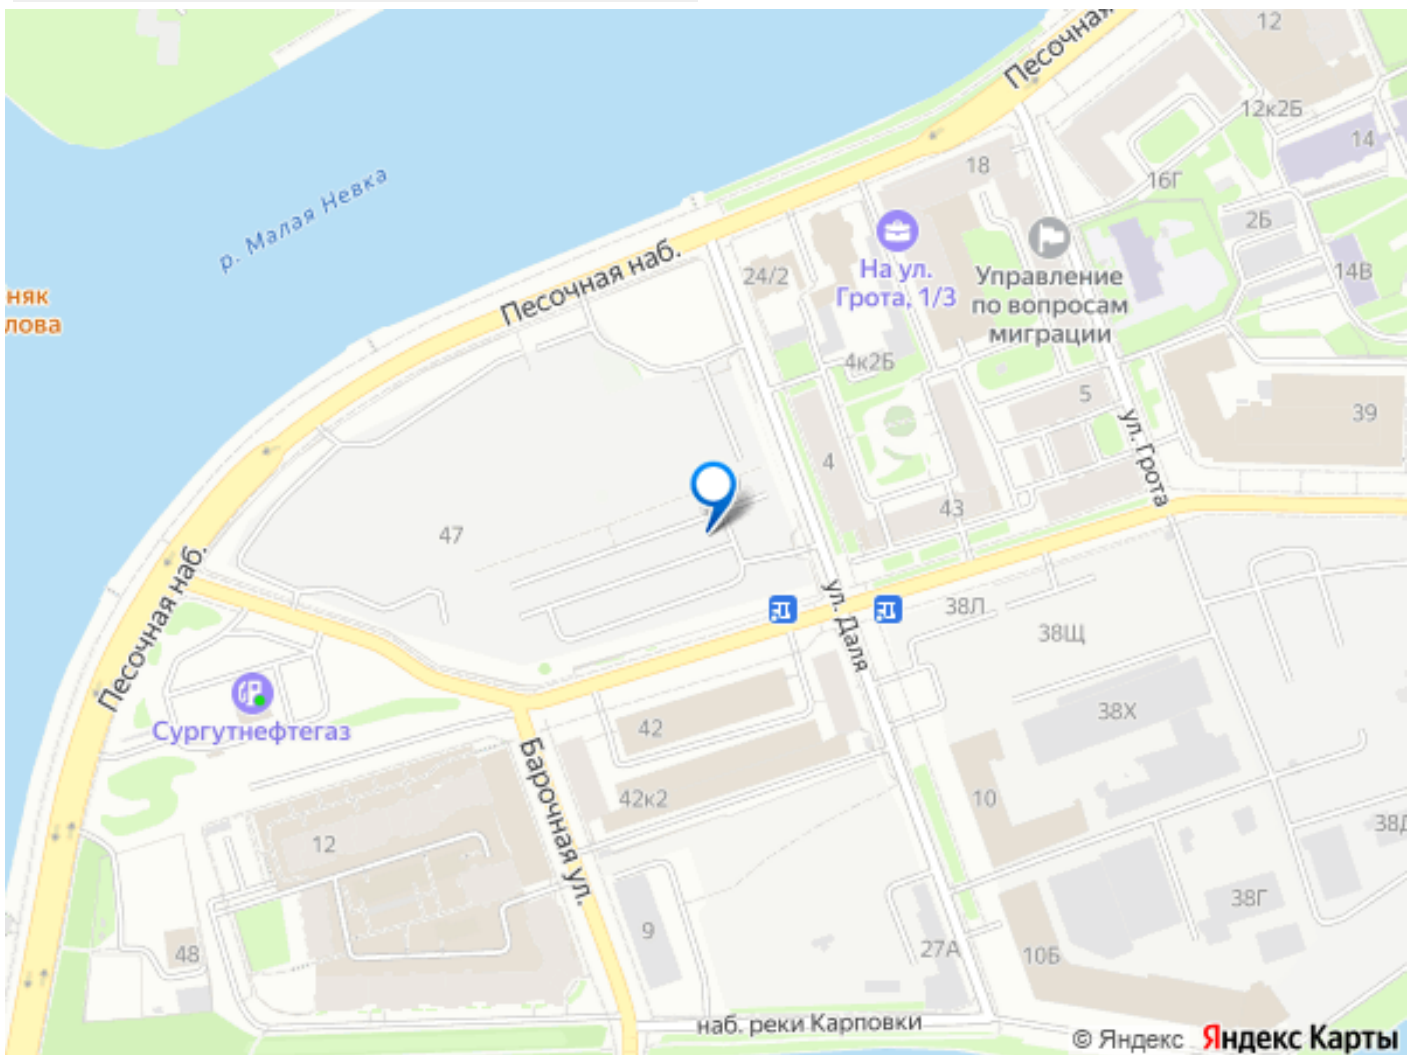 Песочная
12
12к2Б
14
18
16Г
2Б
14В
р. Малая Невка
Песочная наб.
24/2
На ул.
Грота, 1/3
Управление
по вопросам
миграции
няк
лова
4к2Б
5
39
ул. Грота
4
43
47
Песочная наб.
ул. Даля
38Л
38Щ
Сургутнефтегаз
42
38Х
Барочная ул.
42к2
10
12
38Д
9
38Г
48
27А
10Б
наб. реки Карповки
© Яндекс Яндекс Карты